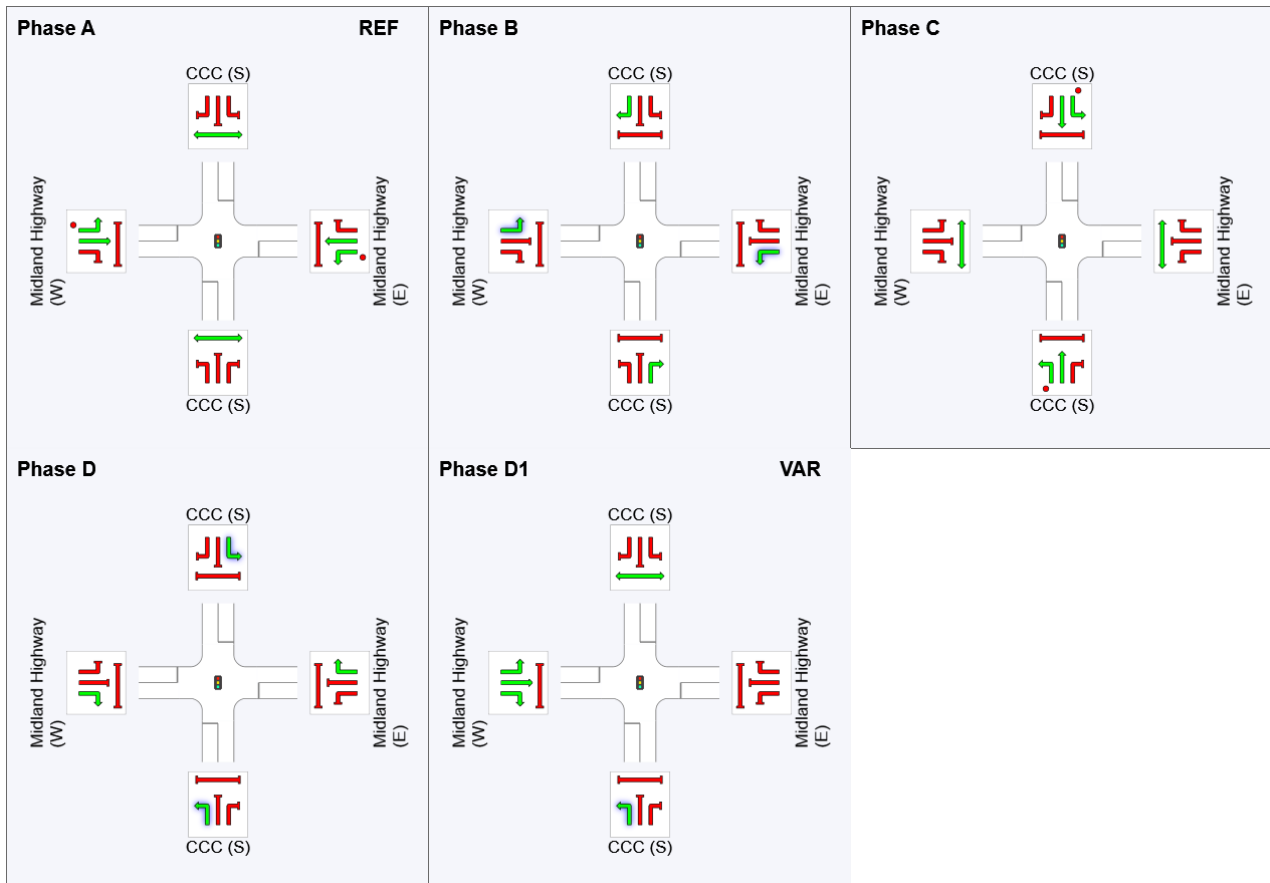 Phase A
REF
CCC (S)
Midland Highway
(W)
Midland Highway
(E)
CCC (S)
Phase B
CCC (S)
Midland Highway
(W)
Midland Highway
(E)
CCC (S)
Phase C
CCC (S)
Midland Highway
(W)
Midland Highway
(E)
CCC (S)
Phase D
CCC (S)
Midland Highway
(W)
Midland Highway
(E)
CCC (S)
Phase D1
VAR
CCC (S)
Midland Highway
(W)
Midland Highway
(E)
CCC (S)